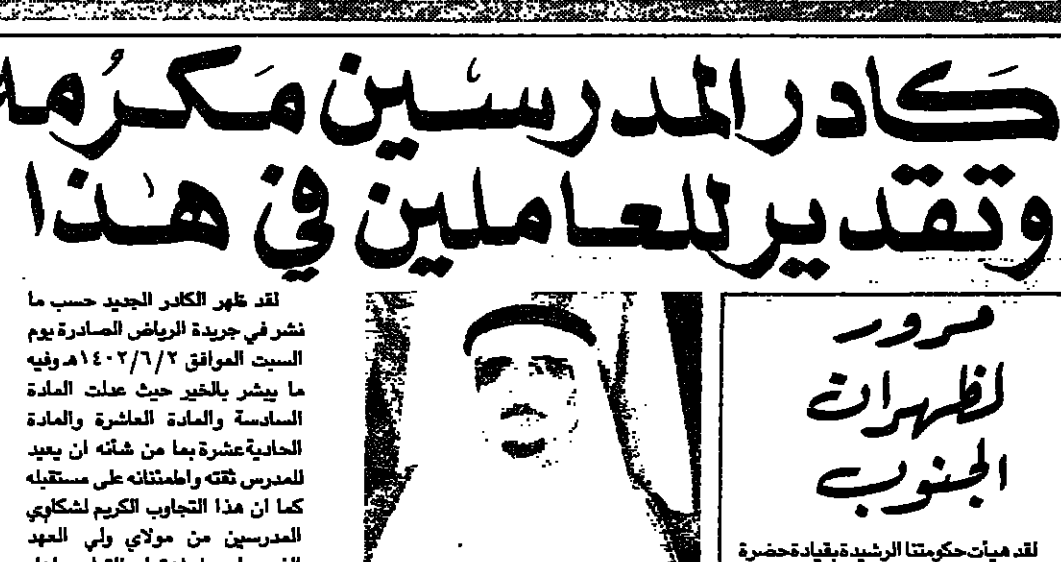 كادر المدرسين مكرمة
وتقدير للعاملين في هذا
مرور
لظهران
الجنوب
لقد هيأت حكومتنا الرشيدة بقيادة حضرة
لقد ظهر الكادر الجديد حسب ما
نشر في جريدة الرياض الصادرة يوم
السبت الموافق ١٤٠٢/٦/٢هـ وفيه
ما يبشر بالخير حيث عدلت المادة
السادسة والمادة العاشرة والمادة
الحادية عشرة بما من شأنه ان يعيد
للمدرس ثقته واطمئنانه على مستقبله
كما ان هذا التجاوب الكريم لشكاوي
المدرسين من مولاي ولي العهد